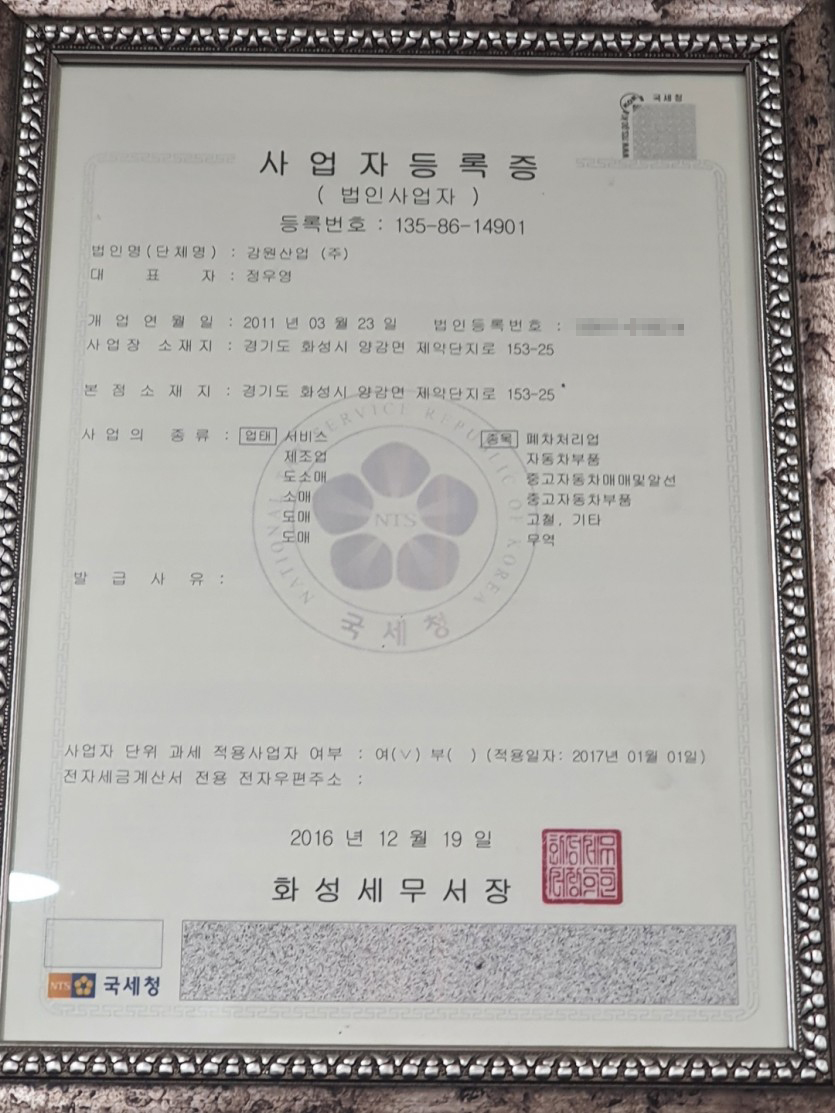 국세청
사업자등록증
( 법인사업자 )
등록번호 : 135-86-14901
법인명(단체명) : 강원산업 (주)
대 표 자 : 정우영
개 업 연 월 일 : 2011 년 03 월 23 일 법인등록번호 :
사업장 소재지 : 경기도 화성시 양감면 제약단지로 153-25
본 점 소 재 지 : 경기도 화성시 양감면 제약단지로 153-25
사업의 종류 : 업태 서비스 종목 폐차처리업
제조업 자동차부품
도소매 중고자동차매매및알선
소매 중고자동차부품
도매 고철, 기타
도매 무역
NATIONAL TAX SERVICE REPUBLIC OF KOREA
NTS
국세청
발 급 사 유 :
사업자 단위 과세 적용사업자 여부 : 여(∨) 부( ) (적용일자: 2017년 01월 01일)
전자세금계산서 전용 전자우편주소 :
2016 년 12 월 19 일
화성세무서장
NTS 국세청